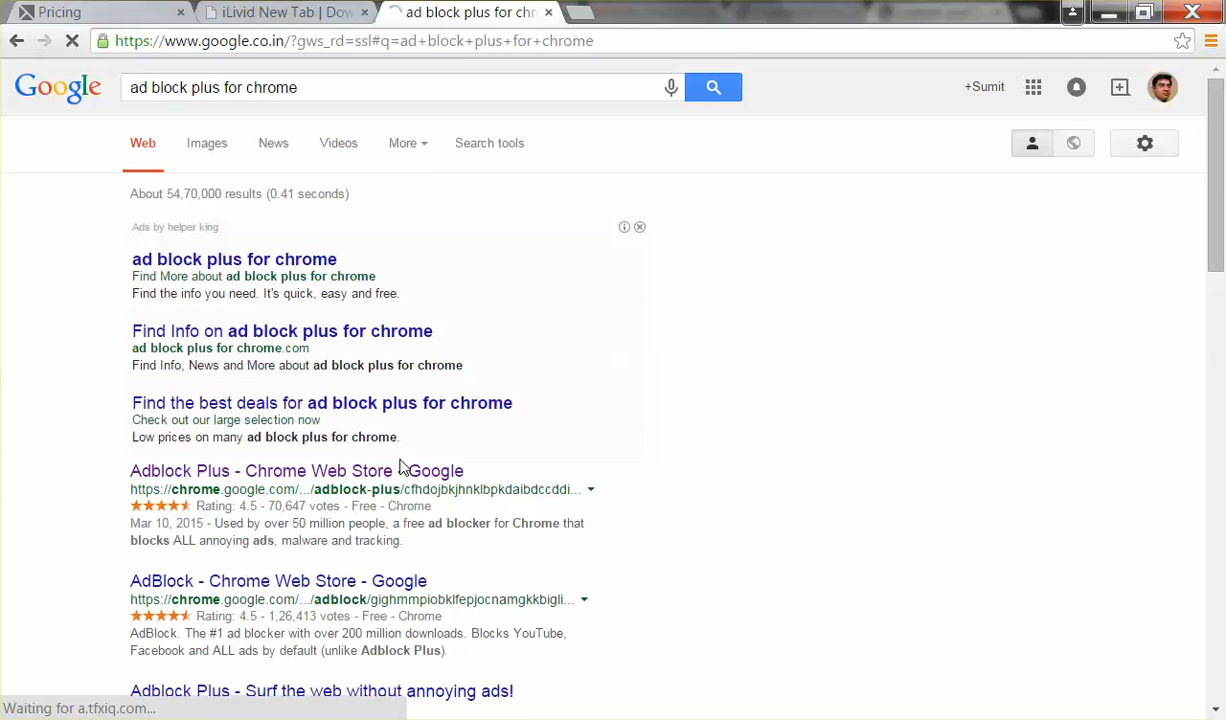 Pricing
iLivid New Tab | Dow
ad block plus for chr
https://www.google.co.in/?gws_rd=ssl#q=ad+block+plus+for+chrome
Google
ad block plus for chrome
+Sumit
Web
Images
News
Videos
More
Search tools
About 54,70,000 results (0.41 seconds)
Ads by helper king
ad block plus for chrome
Find More about ad block plus for chrome
Find the info you need. It's quick, easy and free.
Find Info on ad block plus for chrome
ad block plus for chrome.com
Find Info, News and More about ad block plus for chrome
Find the best deals for ad block plus for chrome
Check out our large selection now
Low prices on many ad block plus for chrome.
Adblock Plus - Chrome Web Store - Google
https://chrome.google.com/.../adblock-plus/cfhdojbkjhnklbpkdaibdccddi...
Rating: 4.5 - 70,647 votes - Free - Chrome
Mar 10, 2015 - Used by over 50 million people, a free ad blocker for Chrome that
blocks ALL annoying ads, malware and tracking.
AdBlock - Chrome Web Store - Google
https://chrome.google.com/.../adblock/gighmmpiobklfepjocnamgkkbigli...
Rating: 4.5 - 1,26,413 votes - Free - Chrome
AdBlock. The #1 ad blocker with over 200 million downloads. Blocks YouTube,
Facebook and ALL ads by default (unlike Adblock Plus).
Adblock Plus - Surf the web without annoying ads!
Waiting for a.tfxiq.com...